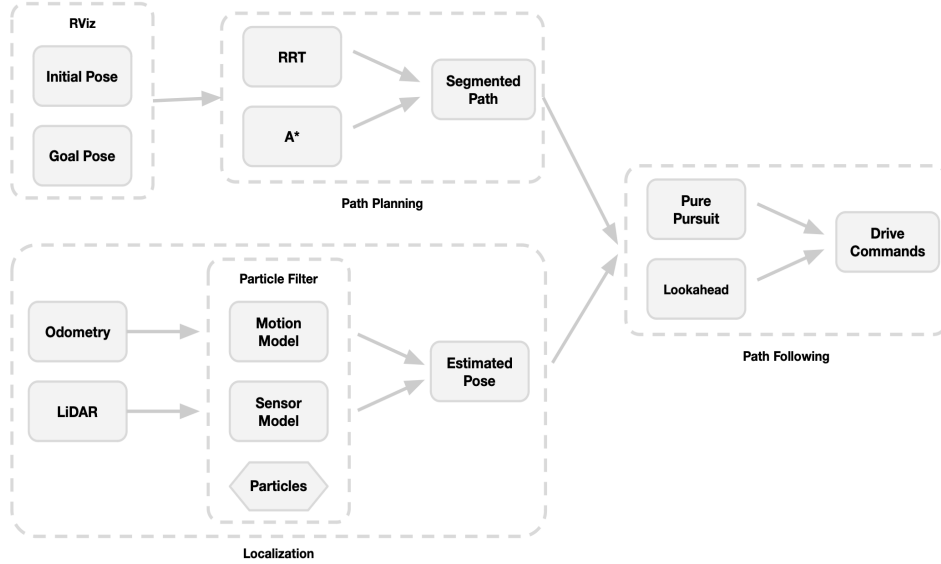 RViz
Initial Pose
Goal Pose
RRT
A*
Segmented
Path
Path Planning
Pure
Pursuit
Lookahead
Drive
Commands
Path Following
Particle Filter
Odometry
LiDAR
Motion
Model
Sensor
Model
Particles
Estimated
Pose
Localization